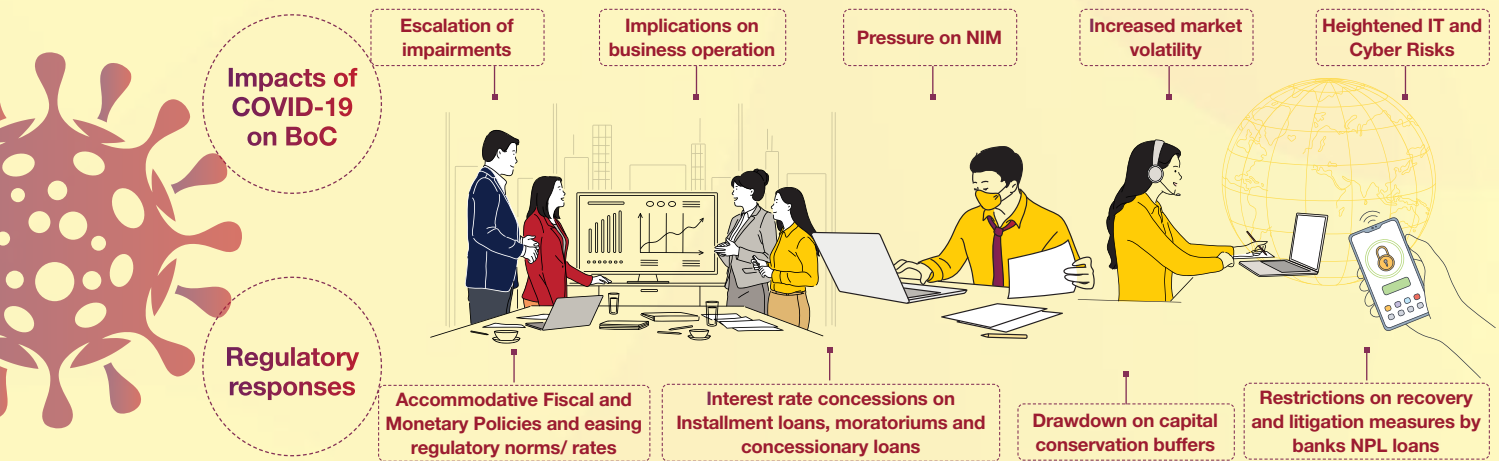 Impacts of
COVID-19
on BoC
Escalation of
impairments
Implications on
business operation
Pressure on NIM
Increased market
volatility
Heightened IT and
Cyber Risks
Regulatory
responses
Accommodative Fiscal and
Monetary Policies and easing
regulatory norms/ rates
Interest rate concessions on
Installment loans, moratoriums and
concessionary loans
Drawdown on capital
conservation buffers
Restrictions on recovery
and litigation measures by
banks NPL loans